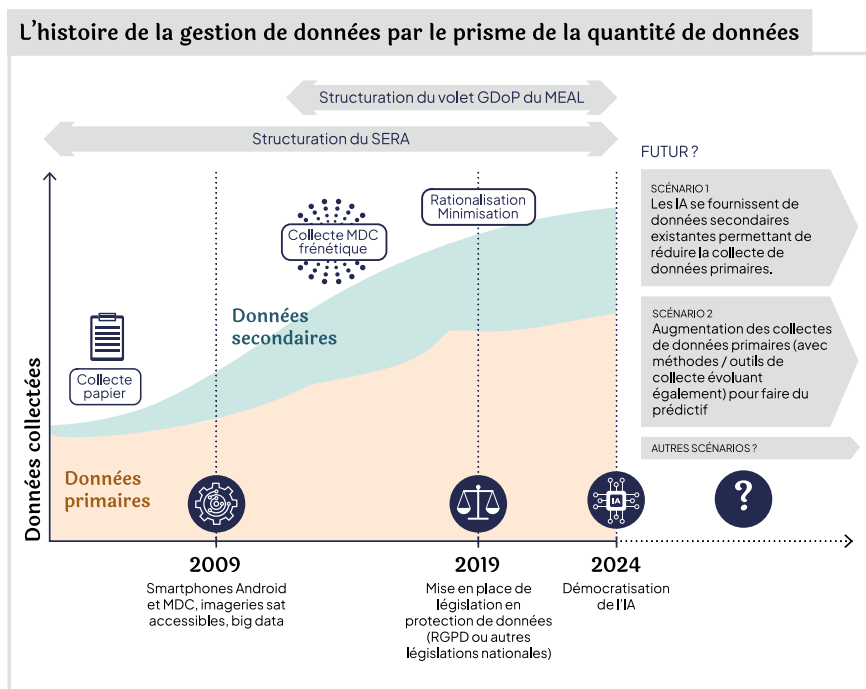 L'histoire de la gestion de données par le prisme de la quantité de données
Structuration du volet GDoP du MEAL
Structuration du SERA
FUTUR ?
SCÉNARIO 1
Les IA se fournissent de
données secondaires
existantes permettant de
réduire la collecte de
données primaires.
Rationalisation
Minimisation
Collecte MDC
frénétique
Données
secondaires
SCÉNARIO 2
Augmentation des collectes
de données primaires (avec
méthodes / outils de
collecte évoluant
également) pour faire du
prédictif
Collecte
papier
AUTRES SCÉNARIOS ?
Données
primaires
Données collectées
IA
?
2009
Smartphones Android
et MDC, imageries sat
accessibles, big data
2019
Mise en place de
législation en
protection de données
(RGPD ou autres
législations nationales)
2024
Démocratisation
de l'IA